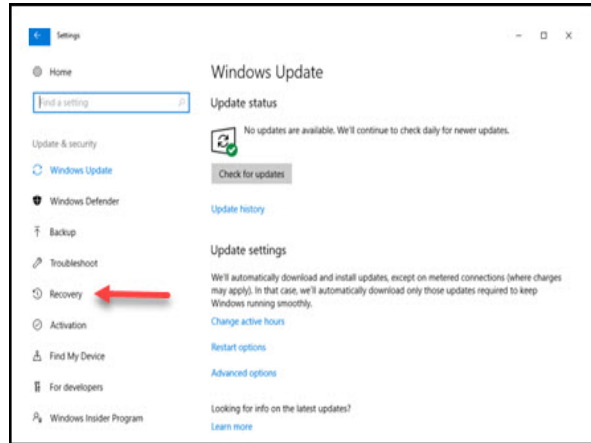 Settings
Home
Find a setting
Update & security
Windows Update
Windows Defender
Backup
Troubleshoot
Recovery
Activation
Find My Device
For developers
Windows Insider Program
Windows Update
Update status
No updates are available. We'll continue to check daily for newer updates.
Check for updates
Update history
Update settings
We'll automatically download and install updates, except on metered connections (where charges
may apply). In that case, we'll automatically download only those updates required to keep
Windows running smoothly.
Change active hours
Restart options
Advanced options
Looking for info on the latest updates?
Learn more